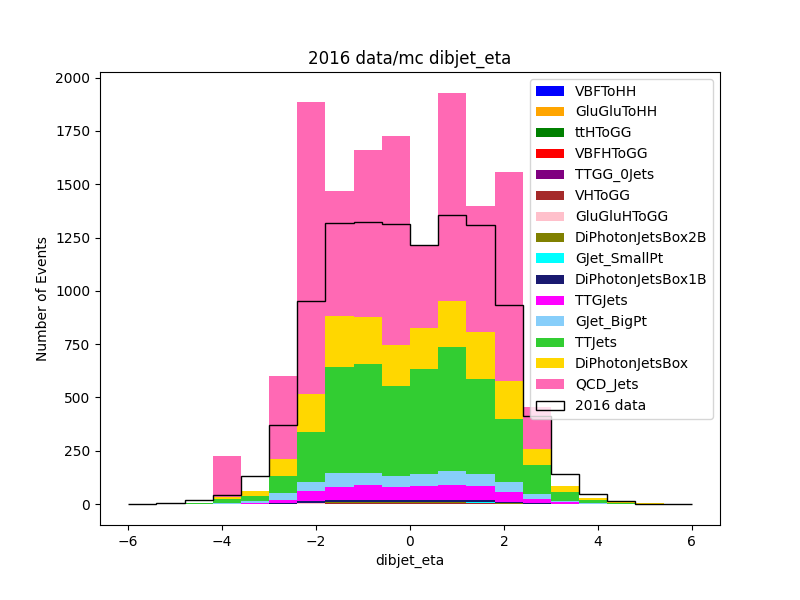 2016 data/mc dibjet_eta
Number of Events
2000
1750
1500
1250
1000
750
500
250
0
−6
−4
−2
0
2
4
6
dibjet_eta
VBFToHH
GluGluToHH
ttHToGG
VBFHToGG
TTGG_0Jets
VHToGG
GluGluHToGG
DiPhotonJetsBox2B
GJet_SmallPt
DiPhotonJetsBox1B
TTGJets
GJet_BigPt
TTJets
DiPhotonJetsBox
QCD_Jets
2016 data